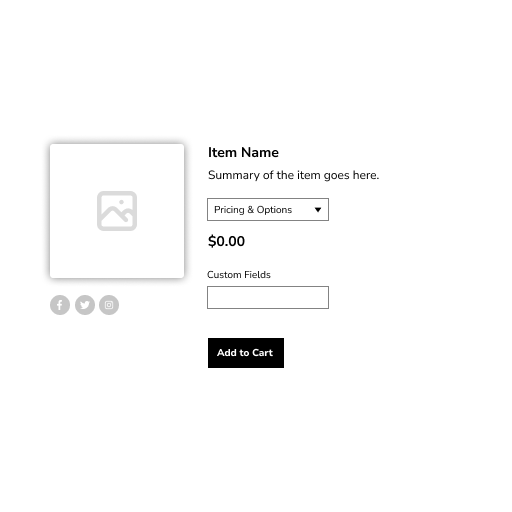 Item Name
Summary of the item goes here.
Pricing & Options
$0.00
Custom Fields
Add to Cart